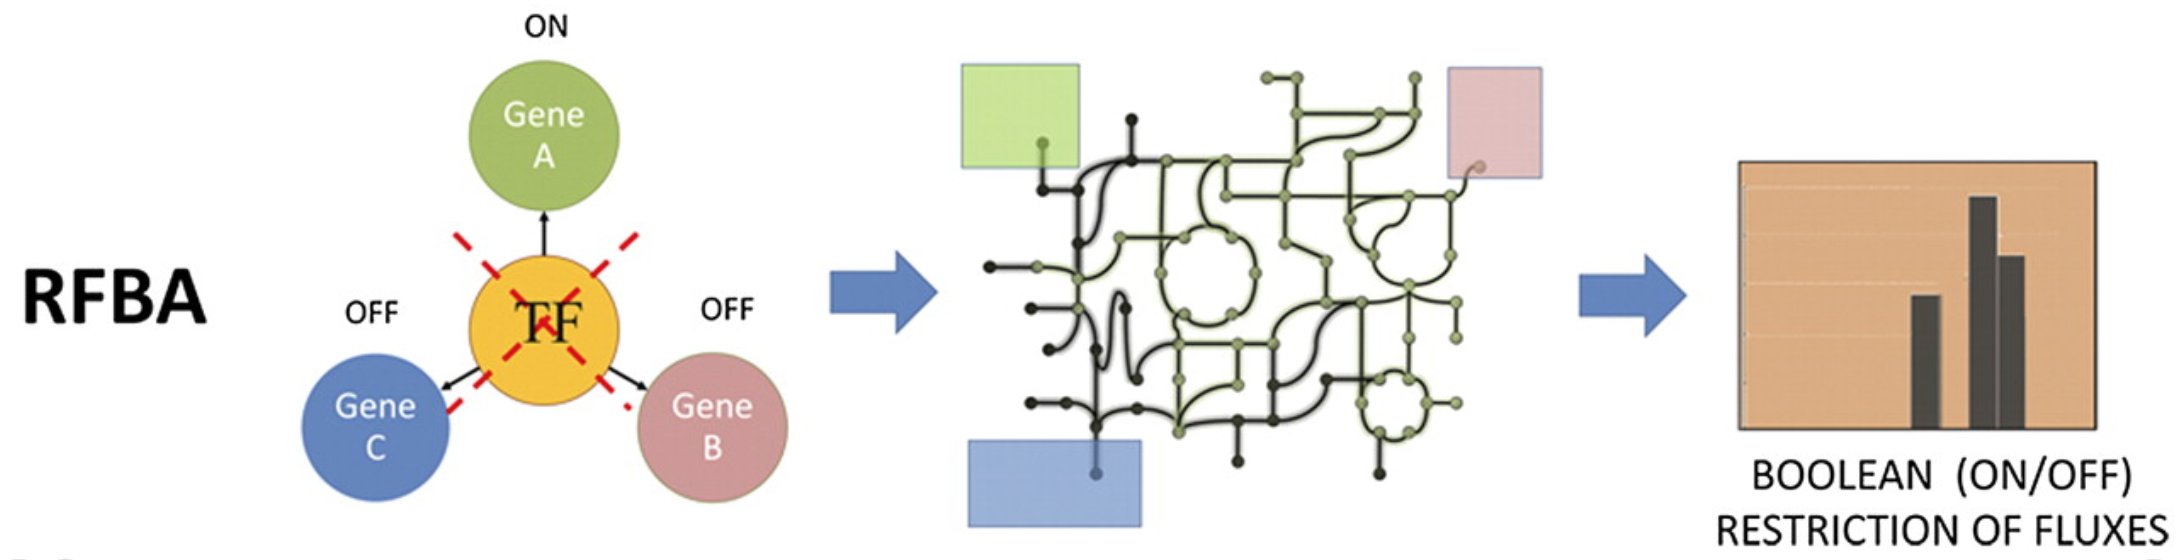 RFBA
ON
Gene
A
OFF
OFF
TF
Gene
C
Gene
B
BOOLEAN (ON/OFF)
RESTRICTION OF FLUXES